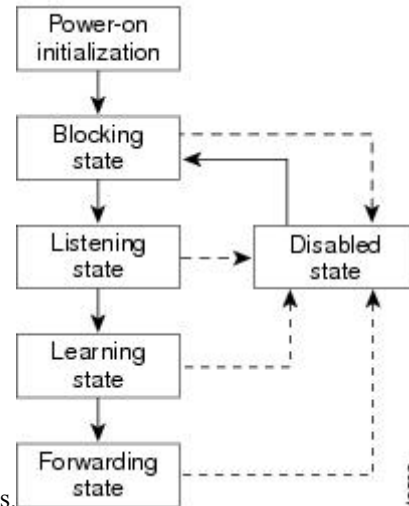 Power-on
initialization
Blocking
state
Listening
state
Disabled
state
Learning
state
Forwarding
state
s.